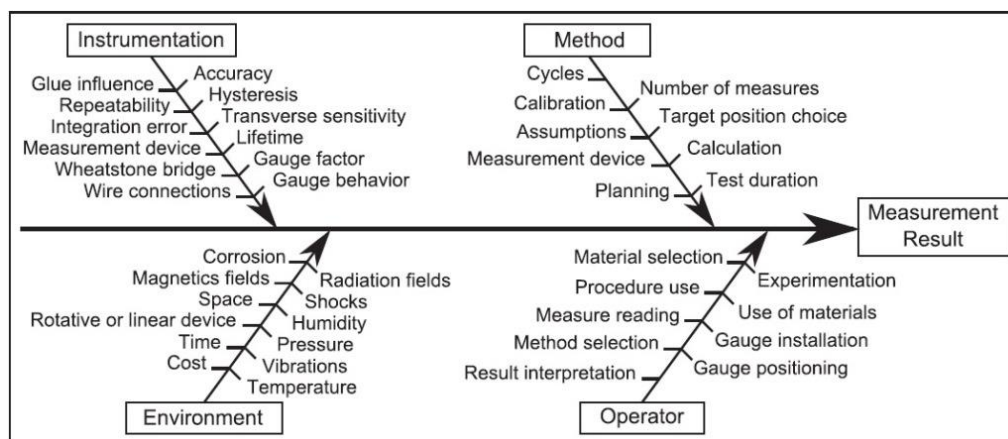 Instrumentation
Glue influence
Accuracy
Repeatability
Hysteresis
Integration error
Transverse sensitivity
Measurement device
Lifetime
Wheatstone bridge
Gauge factor
Wire connections
Gauge behavior
Method
Cycles
Number of measures
Calibration
Target position choice
Assumptions
Calculation
Measurement device
Test duration
Planning
Measurement
Result
Corrosion
Radiation fields
Magnetics fields
Shocks
Space
Humidity
Rotative or linear device
Pressure
Time
Vibrations
Cost
Temperature
Environment
Material selection
Experimentation
Procedure use
Use of materials
Measure reading
Gauge installation
Method selection
Gauge positioning
Result interpretation
Operator